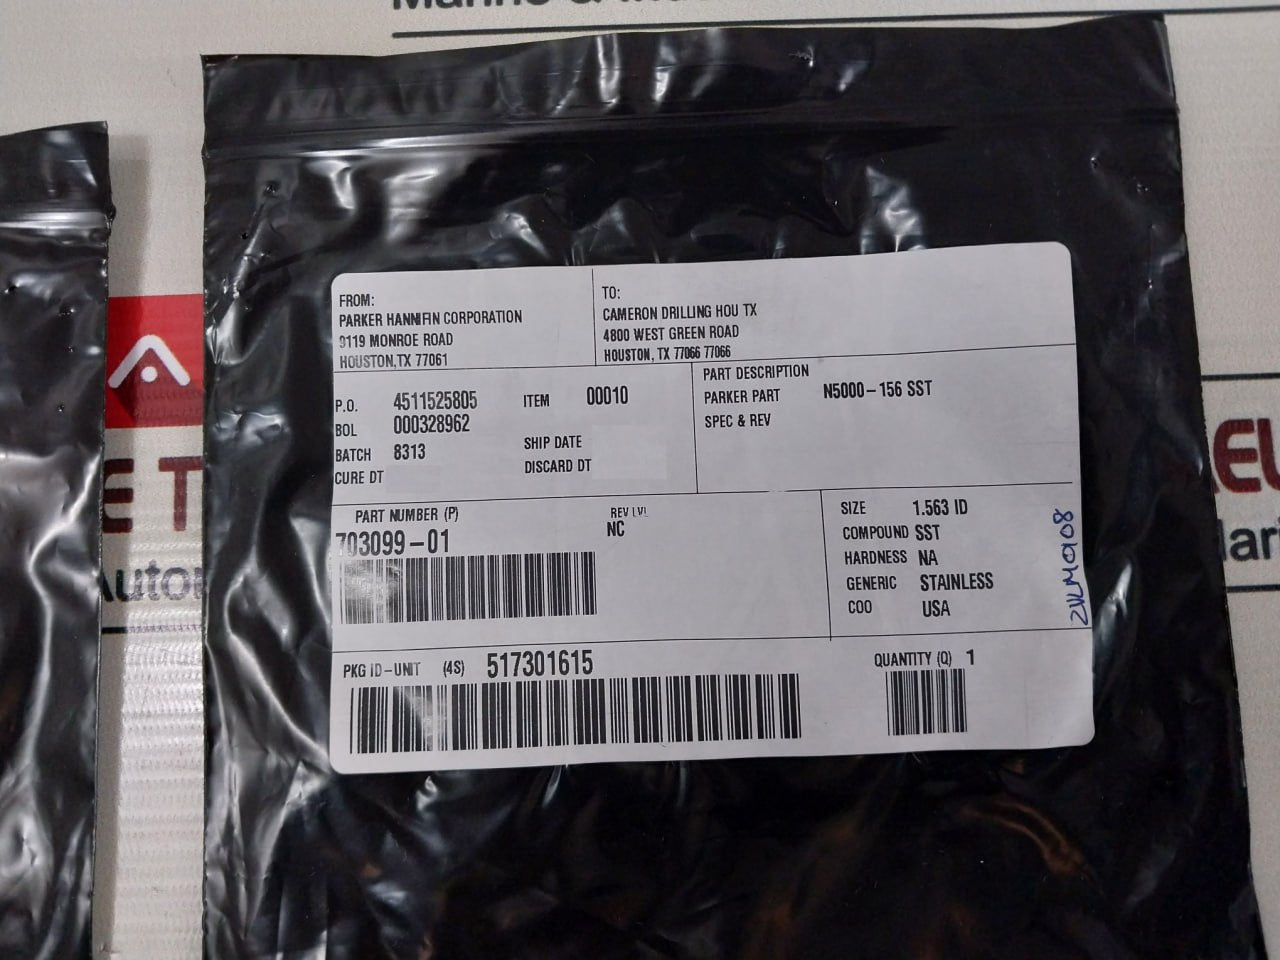 FROM:
PARKER HANNIFIN CORPORATION
9119 MONROE ROAD
HOUSTON,TX 77061
TO:
CAMERON DRILLING HOU TX
4800 WEST GREEN ROAD
HOUSTON, TX 77066 77066
P.O. 4511525805 ITEM 00010
BOL 000328962
BATCH 8313 SHIP DATE
CURE DT DISCARD DT
PART DESCRIPTION
PARKER PART N5000-156 SST
SPEC & REV
PART NUMBER (P) REV LVL
703099-01 NC
SIZE 1.563 ID
COMPOUND SST
HARDNESS NA
GENERIC STAINLESS
COO USA
PKG ID-UNIT (4S) 517301615 QUANTITY (Q) 1
E T
Auto